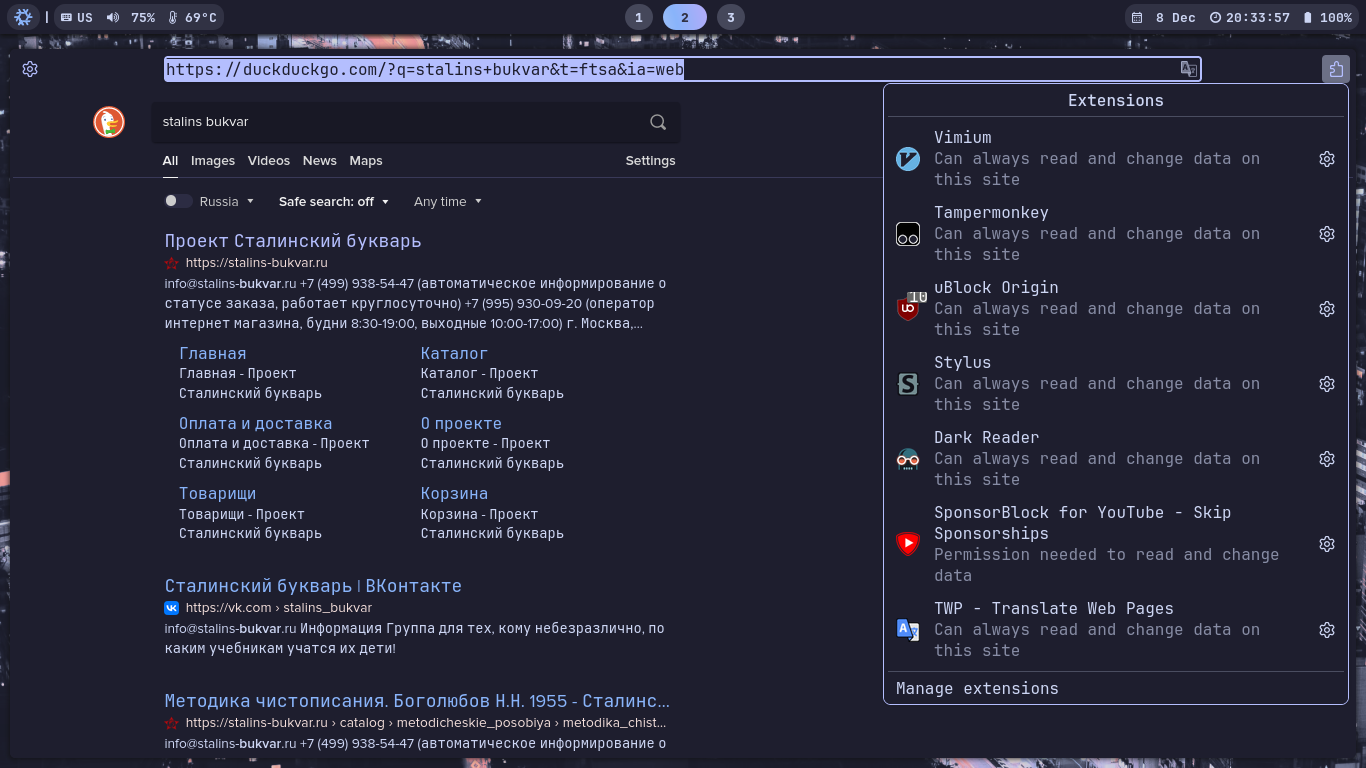 US 75% 69°C
1 2 3
8 Dec 20:33:57 100%
https://duckduckgo.com/?q=stalins+bukvar&t=ftsa&ia=web
stalins bukvar
All Images Videos News Maps Settings
Russia Safe search: off Any time
Проект Сталинский букварь
https://stalins-bukvar.ru
info@stalins-bukvar.ru +7 (499) 938-54-47 (автоматическое информирование о
статусе заказа, работает круглосуточно) +7 (995) 930-09-20 (оператор
интернет магазина, будни 8:30-19:00, выходные 10:00-17:00) г. Москва,...
Главная
Главная - Проект
Сталинский букварь
Каталог
Каталог - Проект
Сталинский букварь
Оплата и доставка
Оплата и доставка - Проект
Сталинский букварь
О проекте
О проекте - Проект
Сталинский букварь
Товарищи
Товарищи - Проект
Сталинский букварь
Корзина
Корзина - Проект
Сталинский букварь
Сталинский букварь | ВКонтакте
https://vk.com › stalins_bukvar
info@stalins-bukvar.ru Информация Группа для тех, кому небезразлично, по
каким учебникам учатся их дети!
Методика чистописания. Боголюбов Н.Н. 1955 - Сталинс...
https://stalins-bukvar.ru › catalog › metodicheskie_posobiya › metodika_chist...
info@stalins-bukvar.ru +7 (499) 938-54-47 (автоматическое информирование о
Extensions
Vimium
Can always read and change data on
this site
Tampermonkey
Can always read and change data on
this site
10
uBlock Origin
Can always read and change data on
this site
Stylus
Can always read and change data on
this site
Dark Reader
Can always read and change data on
this site
SponsorBlock for YouTube - Skip
Sponsorships
Permission needed to read and change
data
TWP - Translate Web Pages
Can always read and change data on
this site
Manage extensions